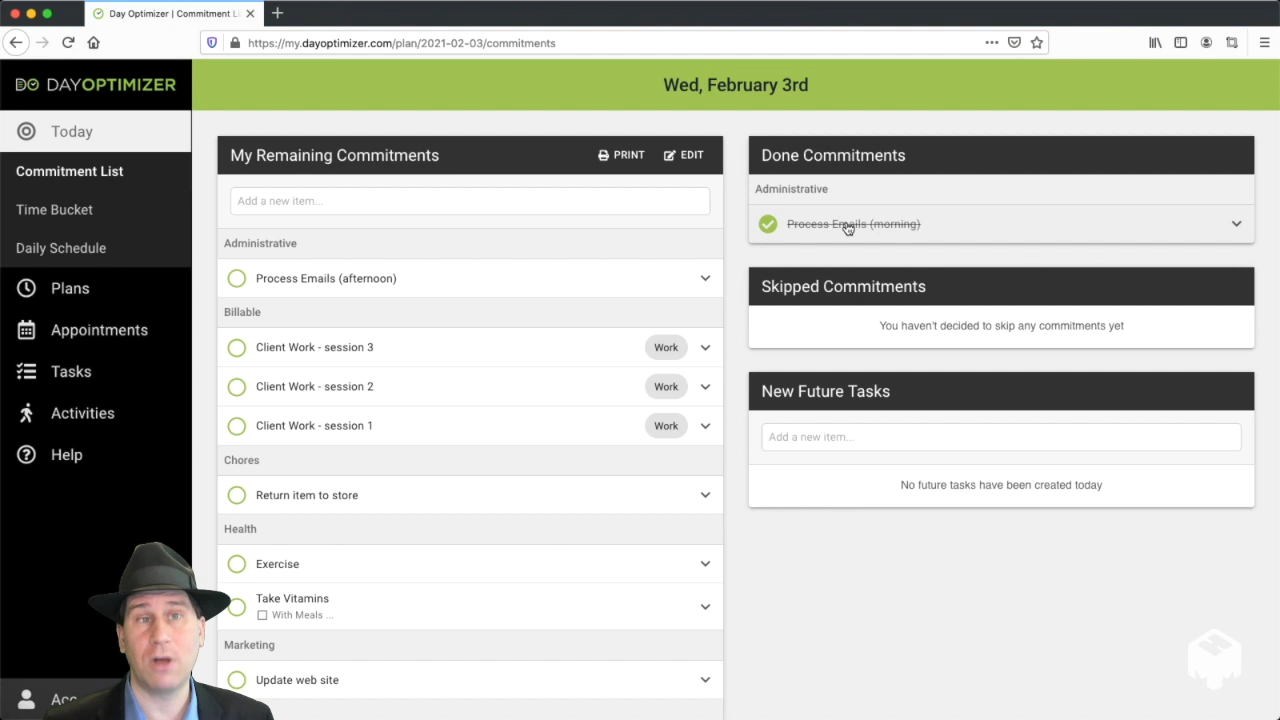 Day Optimizer | Commitment Li
https://my.dayoptimizer.com/plan/2021-02-03/commitments
DAYOPTIMIZER
Wed, February 3rd
Today
Commitment List
Time Bucket
Daily Schedule
Plans
Appointments
Tasks
Activities
Help
Acc
My Remaining Commitments
PRINT
EDIT
Add a new item...
Administrative
Process Emails (afternoon)
Billable
Client Work - session 3
Work
Client Work - session 2
Work
Client Work - session 1
Work
Chores
Return item to store
Health
Exercise
Take Vitamins
With Meals ...
Marketing
Update web site
Done Commitments
Administrative
Process Emails (morning)
Skipped Commitments
You haven't decided to skip any commitments yet
New Future Tasks
Add a new item...
No future tasks have been created today